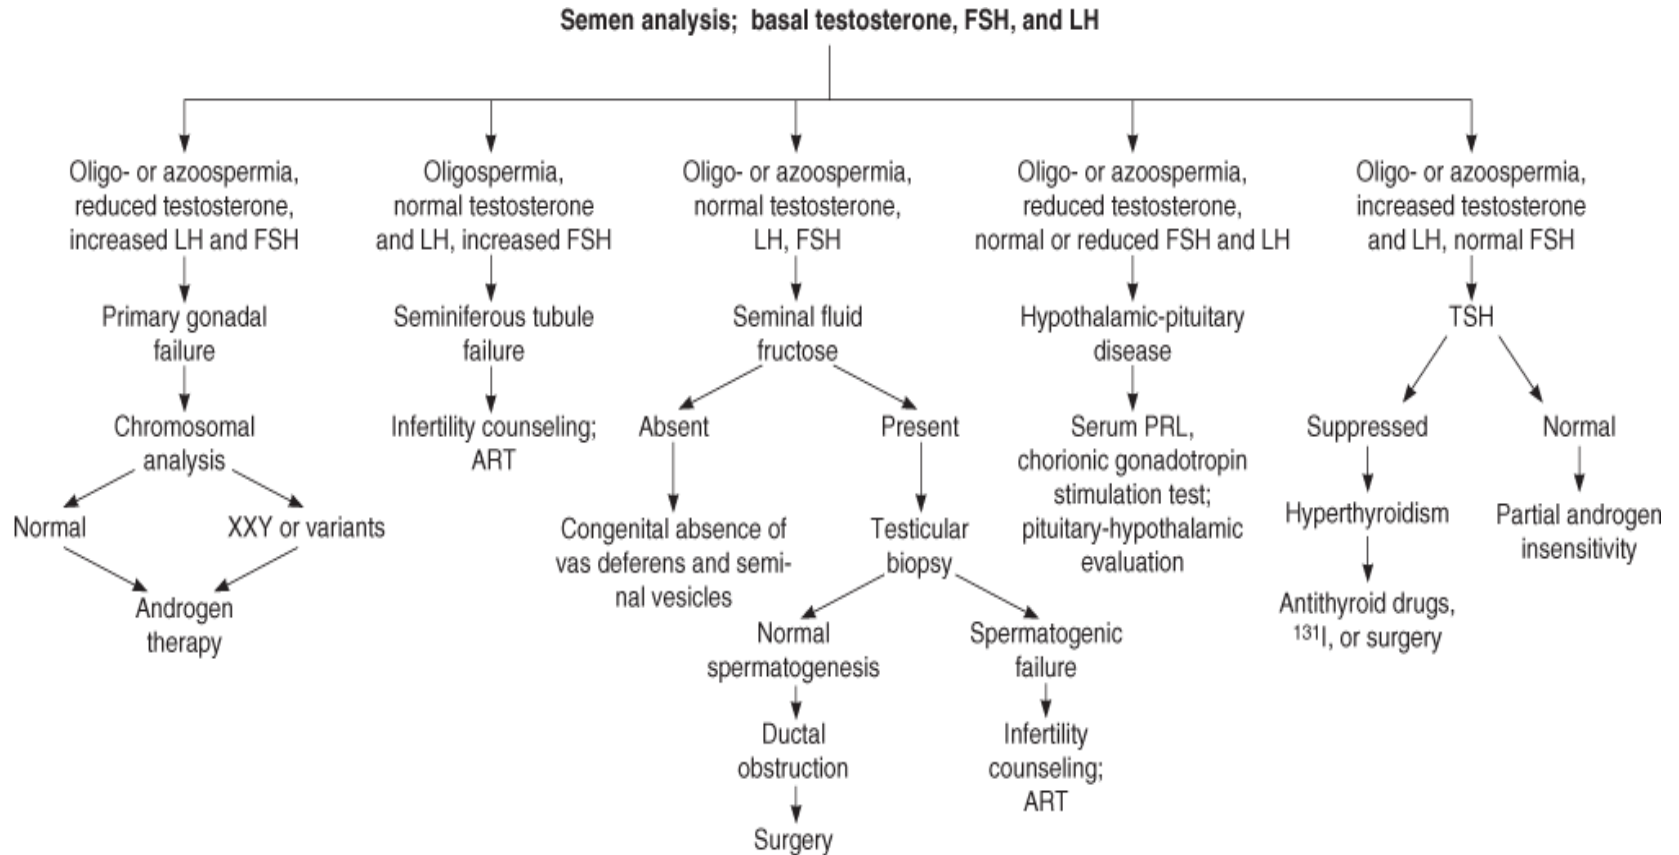 Semen analysis; basal testosterone, FSH, and LH
Oligo- or azoospermia,
reduced testosterone,
increased LH and FSH
Primary gonadal
failure
Chromosomal
analysis
Normal
XXY or variants
Androgen
therapy
Oligospermia,
normal testosterone
and LH, increased FSH
Seminiferous tubule
failure
Infertility counseling;
ART
Oligo- or azoospermia,
normal testosterone,
LH, FSH
Seminal fluid
fructose
Absent
Congenital absence of
vas deferens and semi-
nal vesicles
Present
Testicular
biopsy
Normal
spermatogenesis
Ductal
obstruction
Surgery
Spermatogenic
failure
Infertility
counseling;
ART
Oligo- or azoospermia,
reduced testosterone,
normal or reduced FSH and LH
Hypothalamic-pituitary
disease
Serum PRL,
chorionic gonadotropin
stimulation test;
pituitary-hypothalamic
evaluation
Oligo- or azoospermia,
increased testosterone
and LH, normal FSH
TSH
Suppressed
Hyperthyroidism
Antithyroid drugs,
¹³¹I, or surgery
Normal
Partial androgen
insensitivity